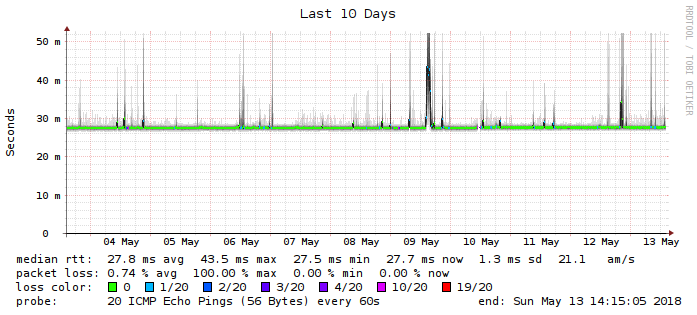 Last 10 Days
RRDTOOL / TOBI OETIKER
Seconds
50 m
40 m
30 m
20 m
10 m
0
04 May 05 May 06 May 07 May 08 May 09 May 10 May 11 May 12 May 13 May
median rtt: 27.8 ms avg 43.5 ms max 27.5 ms min 27.7 ms now 1.3 ms sd 21.1 am/s
packet loss: 0.74 % avg 100.00 % max 0.00 % min 0.00 % now
loss color: 0 1/20 2/20 3/20 4/20 10/20 19/20
probe: 20 ICMP Echo Pings (56 Bytes) every 60s end: Sun May 13 14:15:05 2018